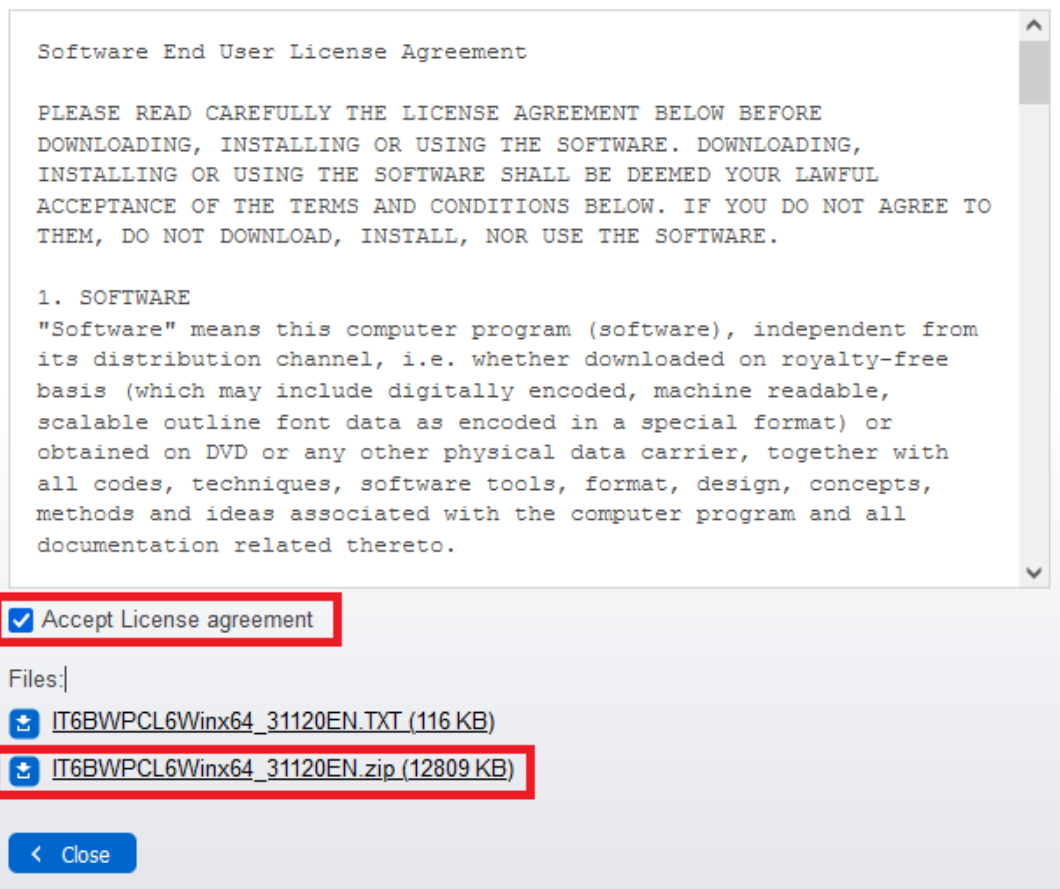 Software End User License Agreement
PLEASE READ CAREFULLY THE LICENSE AGREEMENT BELOW BEFORE
DOWNLOADING, INSTALLING OR USING THE SOFTWARE. DOWNLOADING,
INSTALLING OR USING THE SOFTWARE SHALL BE DEEMED YOUR LAWFUL
ACCEPTANCE OF THE TERMS AND CONDITIONS BELOW. IF YOU DO NOT AGREE TO
THEM, DO NOT DOWNLOAD, INSTALL, NOR USE THE SOFTWARE.
1. SOFTWARE
"Software" means this computer program (software), independent from
its distribution channel, i.e. whether downloaded on royalty-free
basis (which may include digitally encoded, machine readable,
scalable outline font data as encoded in a special format) or
obtained on DVD or any other physical data carrier, together with
all codes, techniques, software tools, format, design, concepts,
methods and ideas associated with the computer program and all
documentation related thereto.
Accept License agreement
Files:
IT6BWPCL6Winx64_31120EN.TXT (116 KB)
IT6BWPCL6Winx64_31120EN.zip (12809 KB)
Close